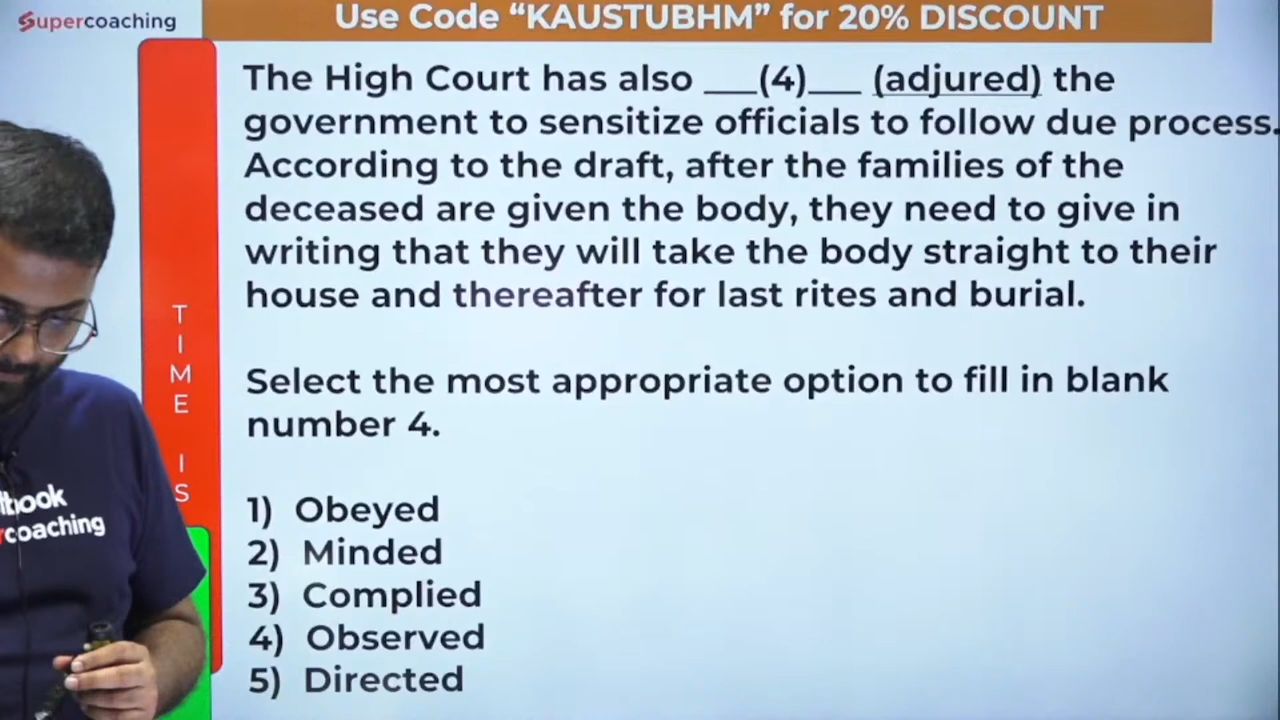 Supercoaching
Use Code “KAUSTUBHM” for 20% DISCOUNT
The High Court has also ___(4)___ (adjured) the
government to sensitize officials to follow due process.
According to the draft, after the families of the
deceased are given the body, they need to give in
writing that they will take the body straight to their
house and thereafter for last rites and burial.
Select the most appropriate option to fill in blank
number 4.
1) Obeyed
2) Minded
3) Complied
4) Observed
5) Directed
TIME IS
tbook
rcoaching